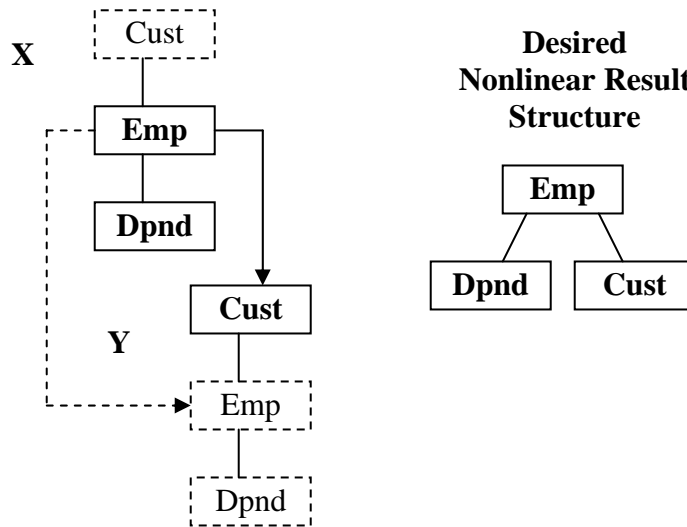 Cust
X
Emp
Dpnd
Cust
Y
Emp
Dpnd
Desired
Nonlinear Result
Structure
Emp
Dpnd
Cust